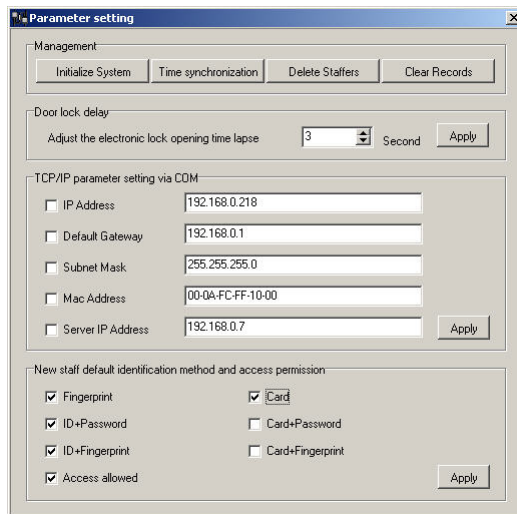 Parameter setting
Management
Initialize System Time synchronization Delete Staffers Clear Records
Door lock delay
Adjust the electronic lock opening time lapse 3 Second Apply
TCP/IP parameter setting via COM
IP Address 192.168.0.218
Default Gateway 192.168.0.1
Subnet Mask 255.255.255.0
Mac Address 00-0A-FC-FF-10-00
Server IP Address 192.168.0.7 Apply
New staff default identification method and access permission
Fingerprint Card
ID+Password Card+Password
ID+Fingerprint Card+Fingerprint
Access allowed Apply